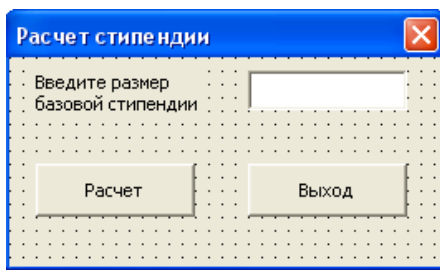 Расчет стипендии
Введите размер
базовой стипендии
Расчет
Выход